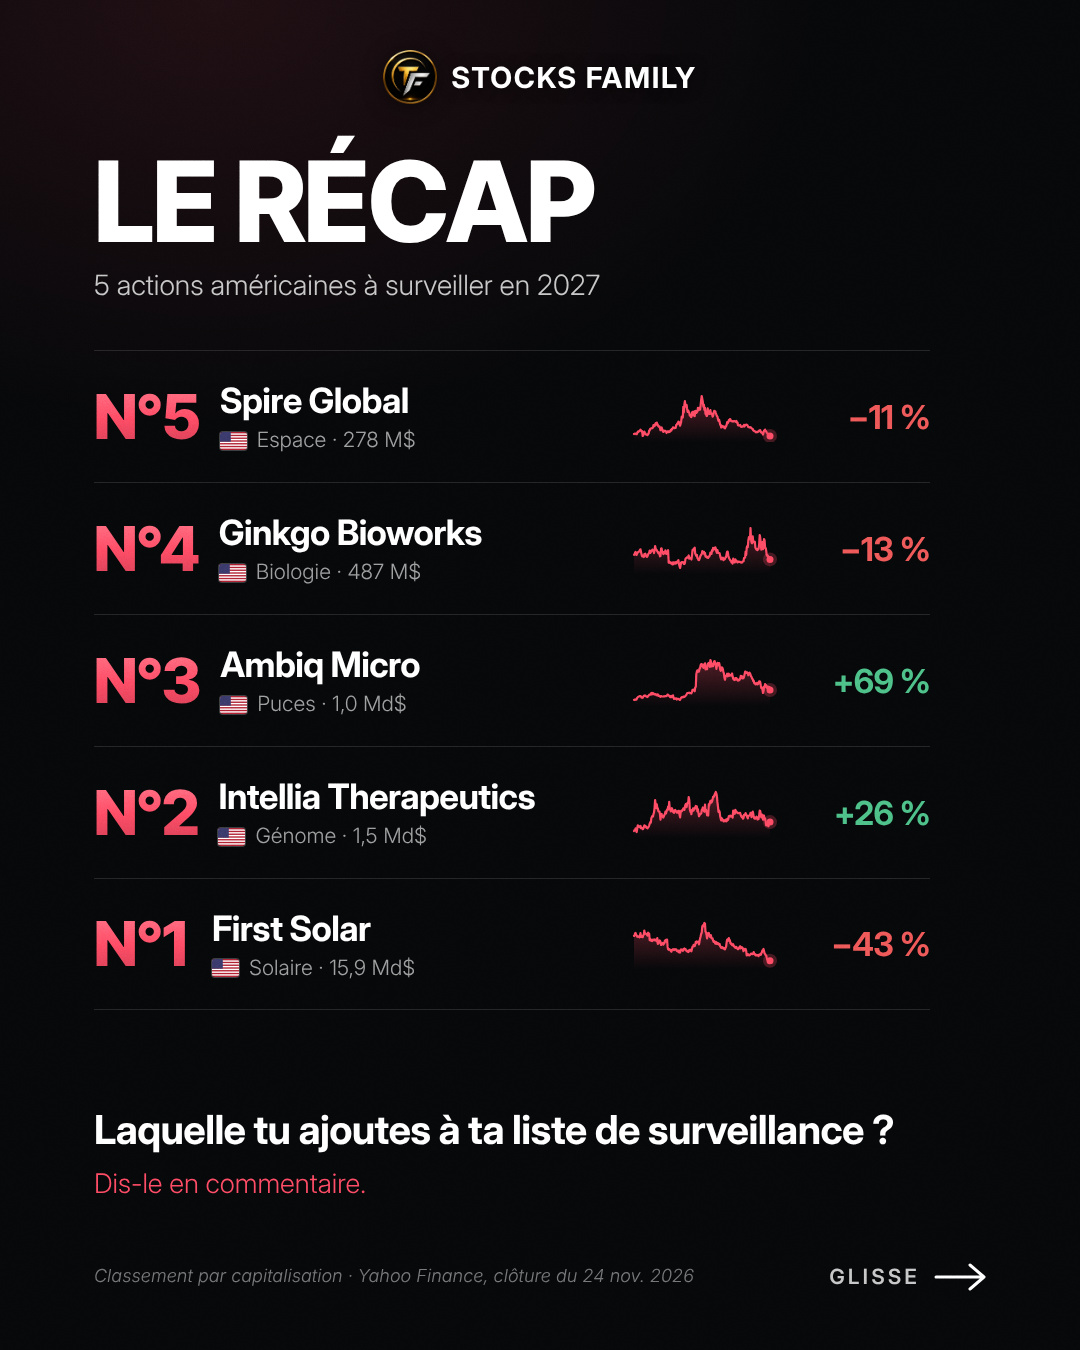 TF STOCKS FAMILY
LE RÉCAP
5 actions américaines à surveiller en 2027
N°5 Spire Global
Espace · 278 M$
−11 %
N°4 Ginkgo Bioworks
Biologie · 487 M$
−13 %
N°3 Ambiq Micro
Puces · 1,0 Md$
+69 %
N°2 Intellia Therapeutics
Génome · 1,5 Md$
+26 %
N°1 First Solar
Solaire · 15,9 Md$
−43 %
Laquelle tu ajoutes à ta liste de surveillance ?
Dis-le en commentaire.
Classement par capitalisation · Yahoo Finance, clôture du 24 nov. 2026
GLISSE